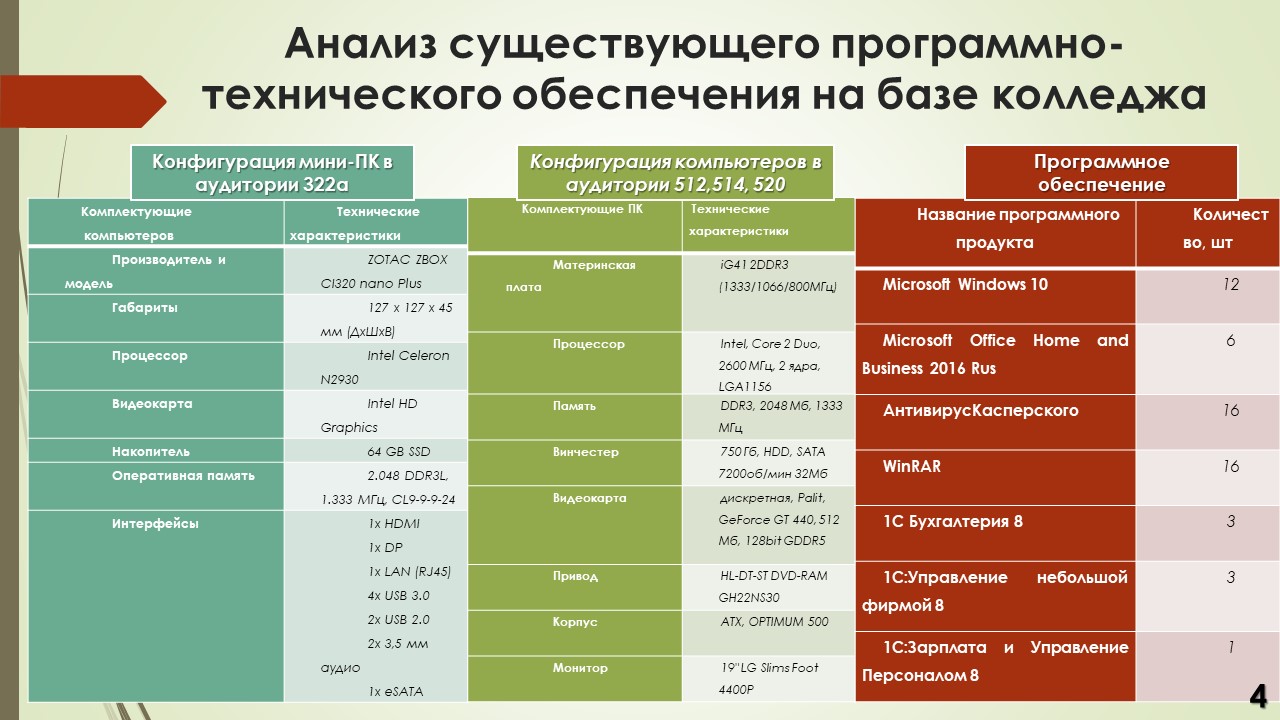 Анализ существующего программно-
технического обеспечения на базе колледжа
Конфигурация мини-ПК в
аудитории 322а
Комплектующие
компьютеров
Технические
характеристики
Производитель и
модель
ZOTAC ZBOX
CI320 nano Plus
Габариты
127 x 127 x 45
мм (ДхШхВ)
Процессор
Intel Celeron
N2930
Видеокарта
Intel HD
Graphics
Накопитель
64 GB SSD
Оперативная память
2.048 DDR3L,
1.333 МГц, CL9-9-9-24
Интерфейсы
1x HDMI
1x DP
1x LAN (RJ45)
4x USB 3.0
2x USB 2.0
2x 3,5 мм
аудио
1x eSATA
Конфигурация компьютеров в
аудитории 512,514, 520
Комплектующие ПК
Технические
характеристики
Материнская
плата
iG41 2DDR3
(1333/1066/800МГц)
Процессор
Intel, Core 2 Duo,
2600 МГц, 2 ядра,
LGA1156
Память
DDR3, 2048 Мб, 1333
МГц
Винчестер
750 Гб, HDD, SATA
7200об/мин 32Мб
Видеокарта
дискретная, Palit,
GeForce GT 440, 512
Мб, 128bit GDDR5
Привод
HL-DT-ST DVD-RAM
GH22NS30
Корпус
ATX, OPTIMUM 500
Монитор
19"LG Slims Foot
4400P
Программное
обеспечение
Название программного
продукта
Количест
во, шт
Microsoft Windows 10
12
Microsoft Office Home and
Business 2016 Rus
6
АнтивирусКасперского
16
WinRAR
16
1С Бухгалтерия 8
3
1С:Управление небольшой
фирмой 8
3
1С:Зарплата и Управление
Персоналом 8
1
4